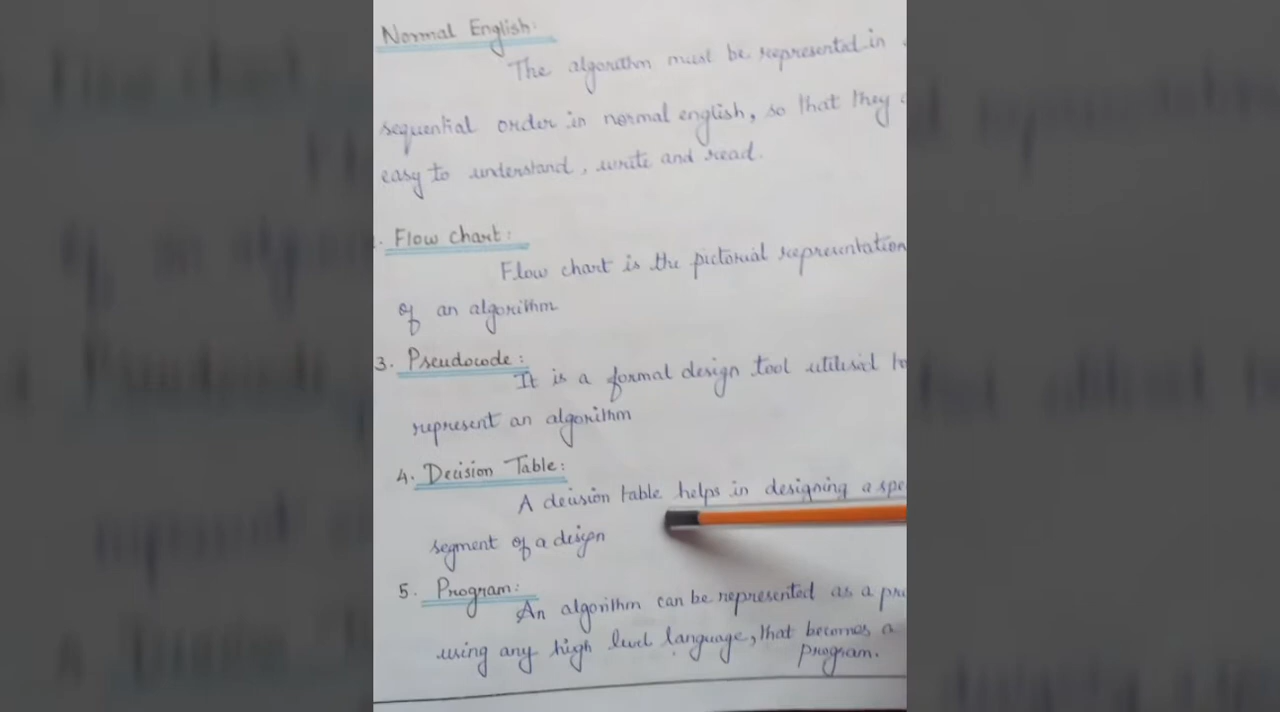 Normal English:
The algorithm must be represented in
sequential order in normal english, so that they
easy to understand, write and read.
. Flow chart:
Flow chart is the pictorial representation
of an algorithm
3. Pseudocode:
It is a formal design tool utilised to
represent an algorithm
4. Decision Table:
A decision table helps in designing a spe
segment of a design
5. Program:
An algorithm can be represented as a pr
using any high level language, that becomes a
program.